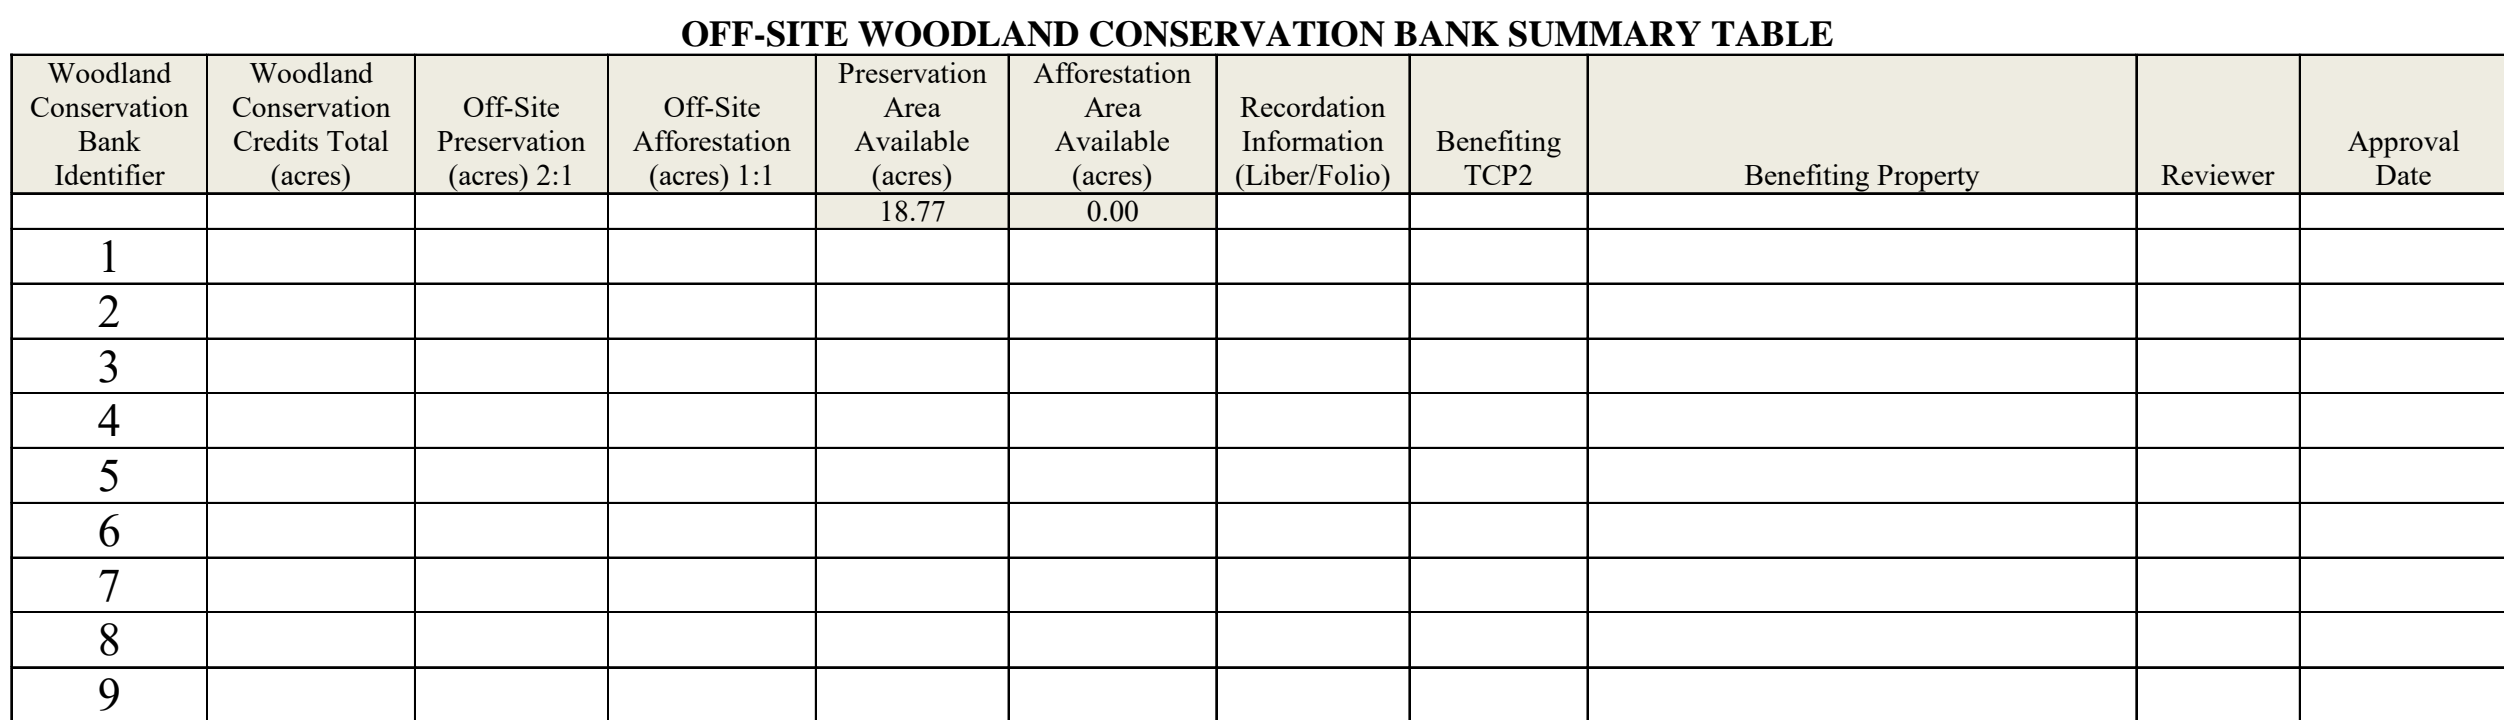 OFF-SITE WOODLAND CONSERVATION BANK SUMMARY TABLE
Woodland
Conservation
Bank
Identifier
Woodland
Conservation
Credits Total
(acres)
Off-Site
Preservation
(acres) 2:1
Off-Site
Afforestation
(acres) 1:1
Preservation
Area
Available
(acres)
Afforestation
Area
Available
(acres)
Recordation
Information
(Liber/Folio)
Benefiting
TCP2
Benefiting Property
Reviewer
Approval
Date
18.77
0.00
1
2
3
4
5
6
7
8
9